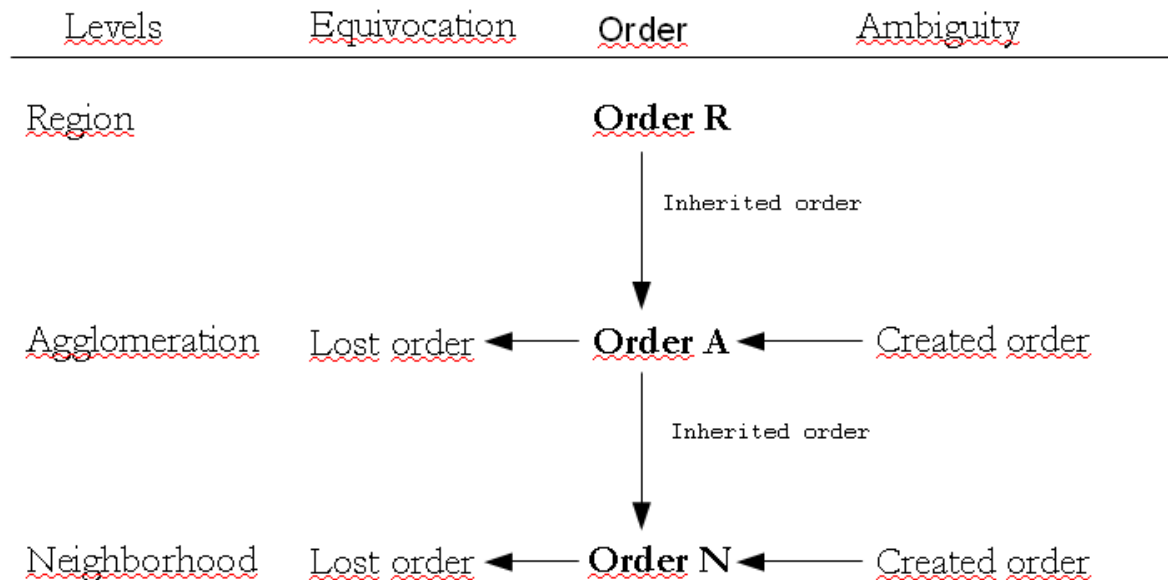 Levels Equivocation Order Ambiguity
Region Order R
Inherited order
Agglomeration Lost order Order A Created order
Inherited order
Neighborhood Lost order Order N Created order